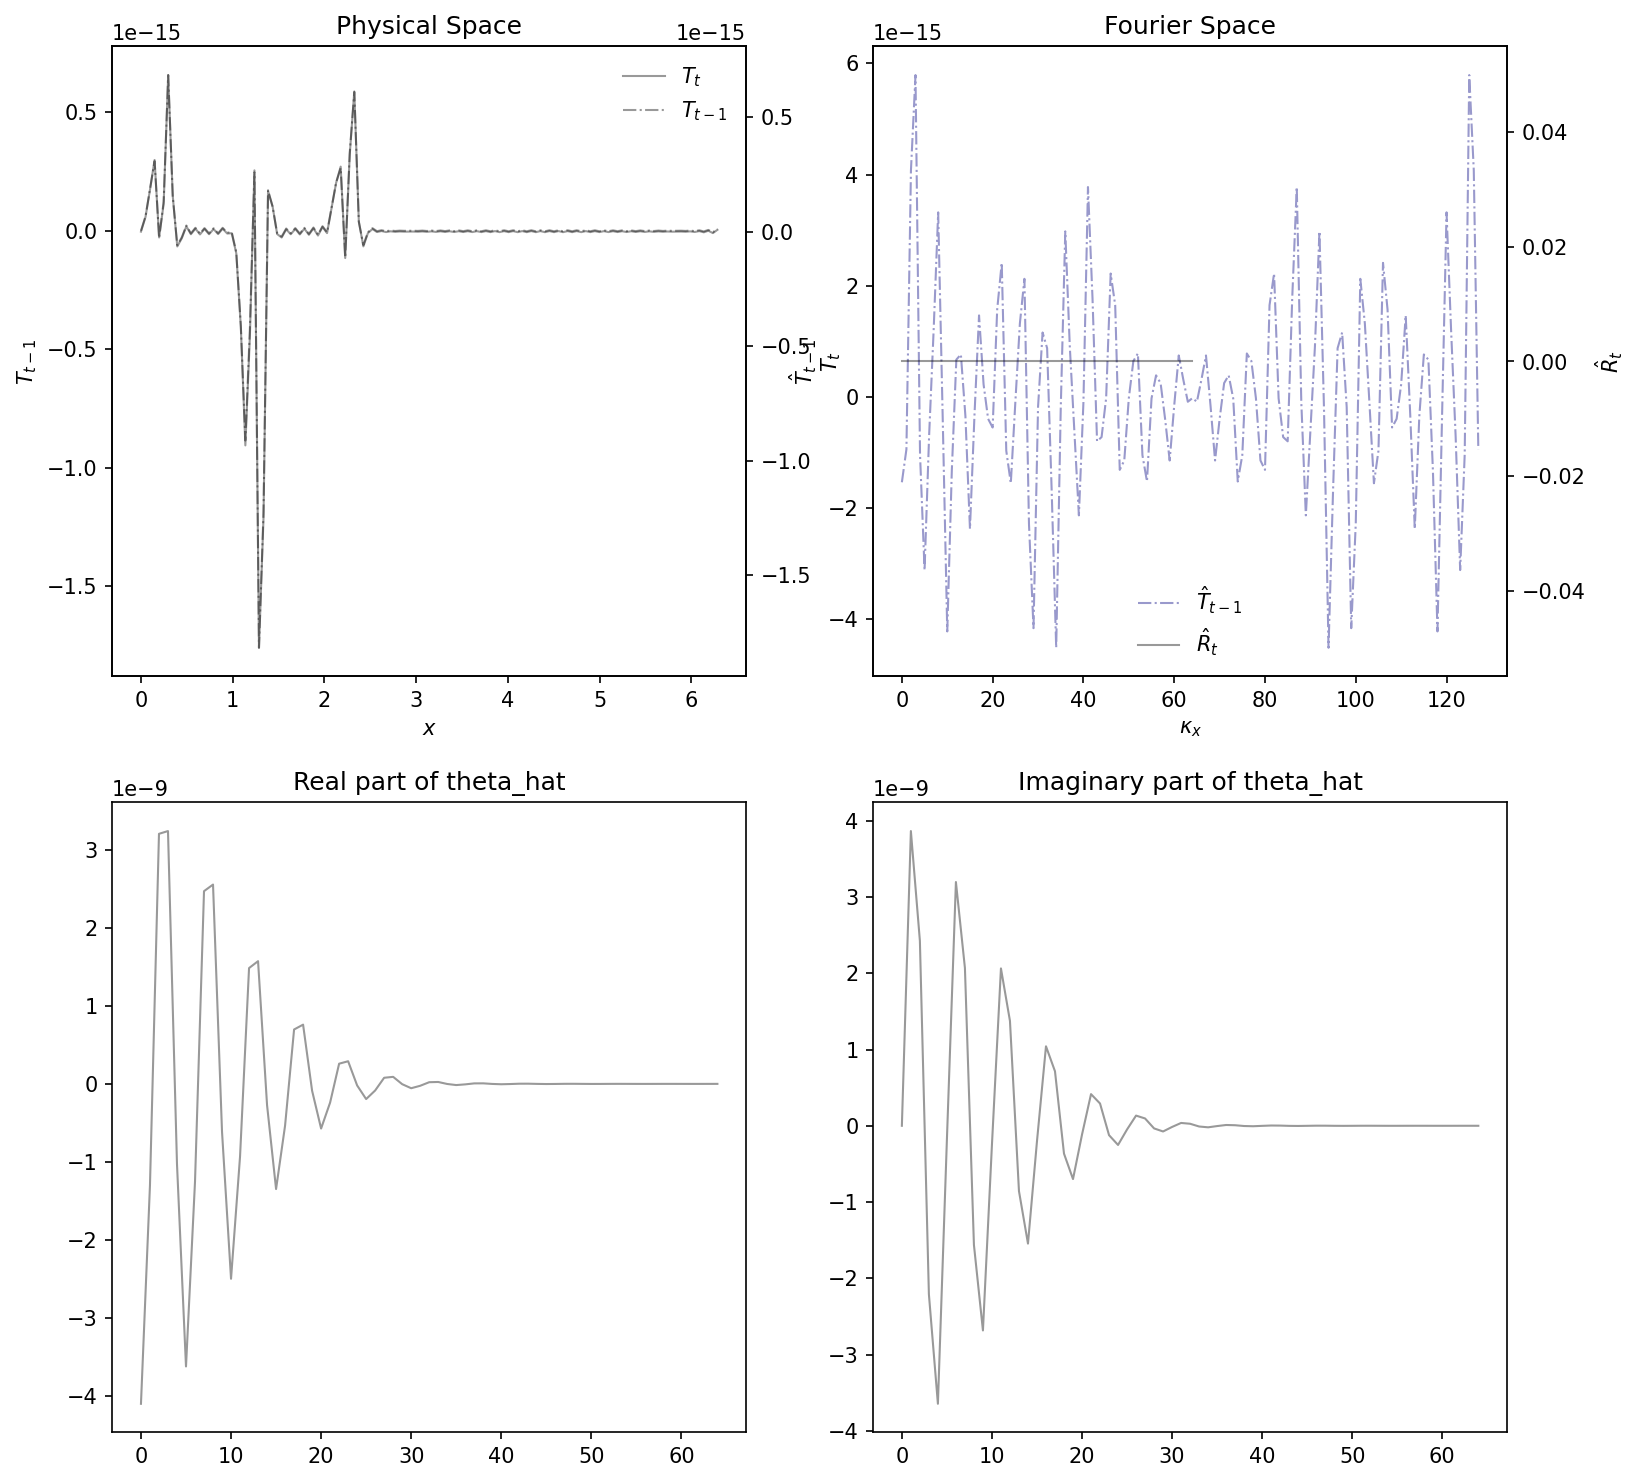 Physical Space
1e−15
1e−15
T_t
T_{t−1}
0.5
0.0
−0.5
−1.0
−1.5
T_{t−1}
0.5
0.0
−0.5
−1.0
−1.5
T_t
0 1 2 3 4 5 6
x
Fourier Space
1e−15
6
4
2
0
−2
−4
T̂_{t−1}
0.04
0.02
0.00
−0.02
−0.04
R̂_t
T̂_{t−1}
R̂_t
0 20 40 60 80 100 120
κ_x
Real part of theta_hat
1e−9
3
2
1
0
−1
−2
−3
−4
0 10 20 30 40 50 60
Imaginary part of theta_hat
1e−9
4
3
2
1
0
−1
−2
−3
−4
0 10 20 30 40 50 60